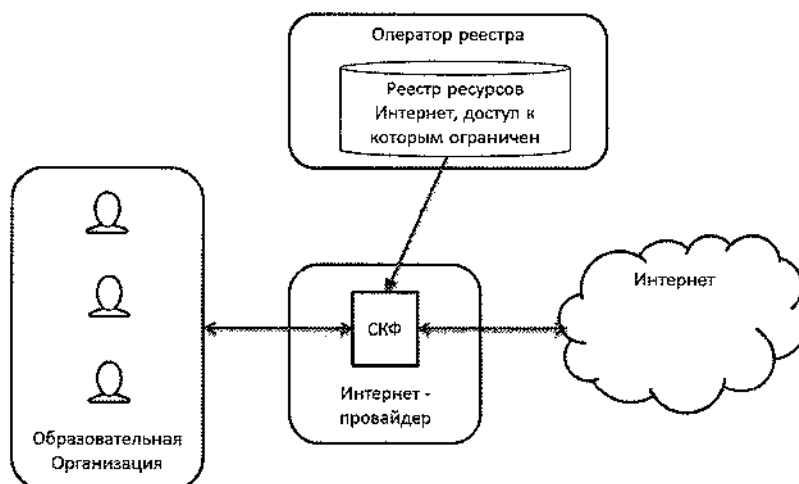 Оператор реестра
Реестр ресурсов
Интернет, доступ к
которым ограничен
Интернет
СКФ
Интернет -
провайдер
Образовательная
Организация